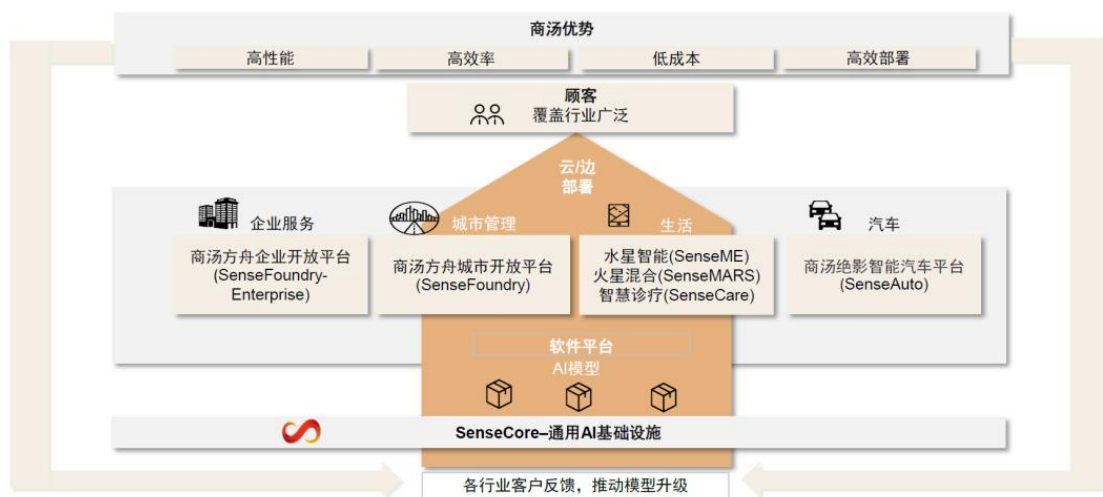 商汤优势
高性能
高效率
低成本
高效部署
顾客
覆盖行业广泛
云/边
部署
企业服务
城市管理
生活
汽车
商汤方舟企业开放平台
(SenseFoundry-
Enterprise)
商汤方舟城市开放平台
(SenseFoundry)
水星智能(SenseME)
火星混合(SenseMARS)
智慧诊疗(SenseCare)
商汤绝影智能汽车平台
(SenseAuto)
软件平台
AI模型
SenseCore–通用AI基础设施
各行业客户反馈，推动模型升级